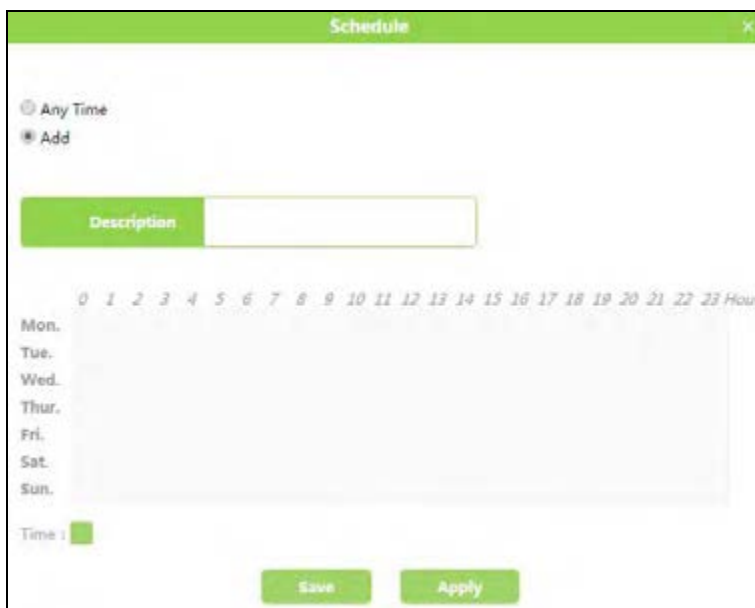 Schedule ×
Any Time
Add
Description
0 1 2 3 4 5 6 7 8 9 10 11 12 13 14 15 16 17 18 19 20 21 22 23 Hou
Mon.
Tue.
Wed.
Thur.
Fri.
Sat.
Sun.
Time :
Save Apply